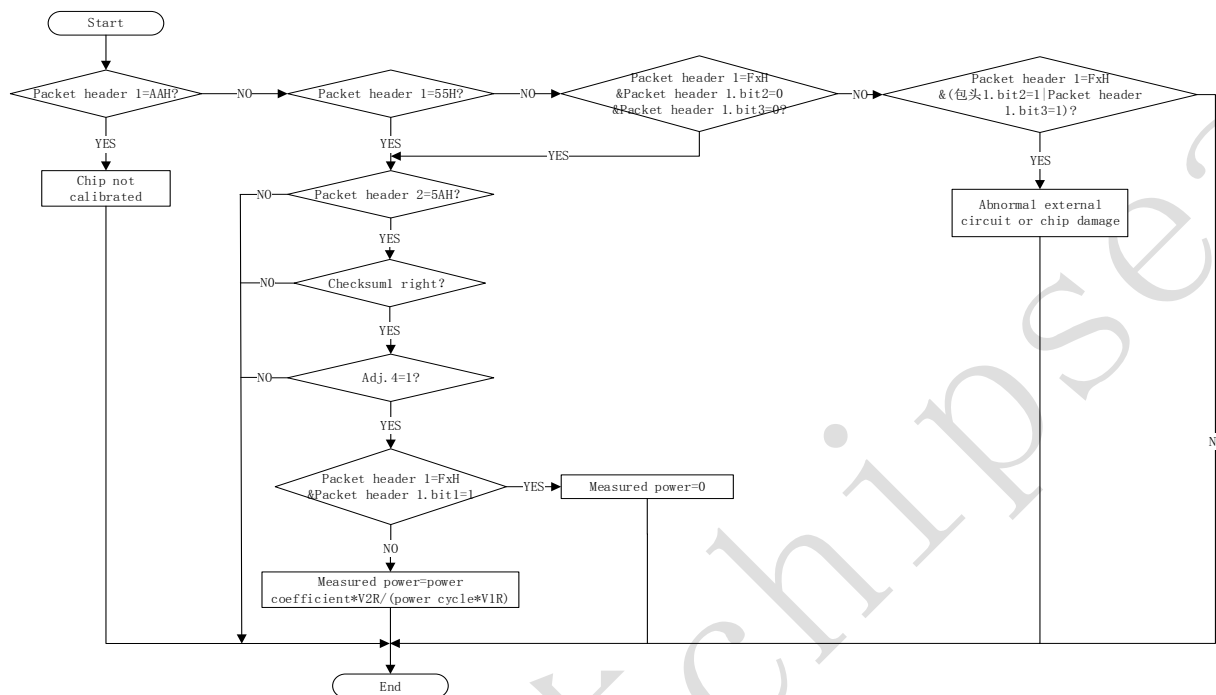 Start
Packet header 1=AAH?
NO
Packet header 1=55H?
NO
Packet header 1=FxH
&Packet header 1.bit2=0
&Packet header 1.bit3=0?
NO
Packet header 1=FxH
&(包头1.bit2=1|Packet header
1.bit3=1)?
YES
YES
YES
YES
Chip not
calibrated
NO
Packet header 2=5AH?
Abnormal external
circuit or chip damage
YES
NO
Checksum1 right?
YES
NO
Adj.4=1?
YES
N
Packet header 1=FxH
&Packet header 1.bit1=1
YES
Measured power=0
NO
Measured power=power
coefficient*V2R/(power cycle*V1R)
End
chipsea